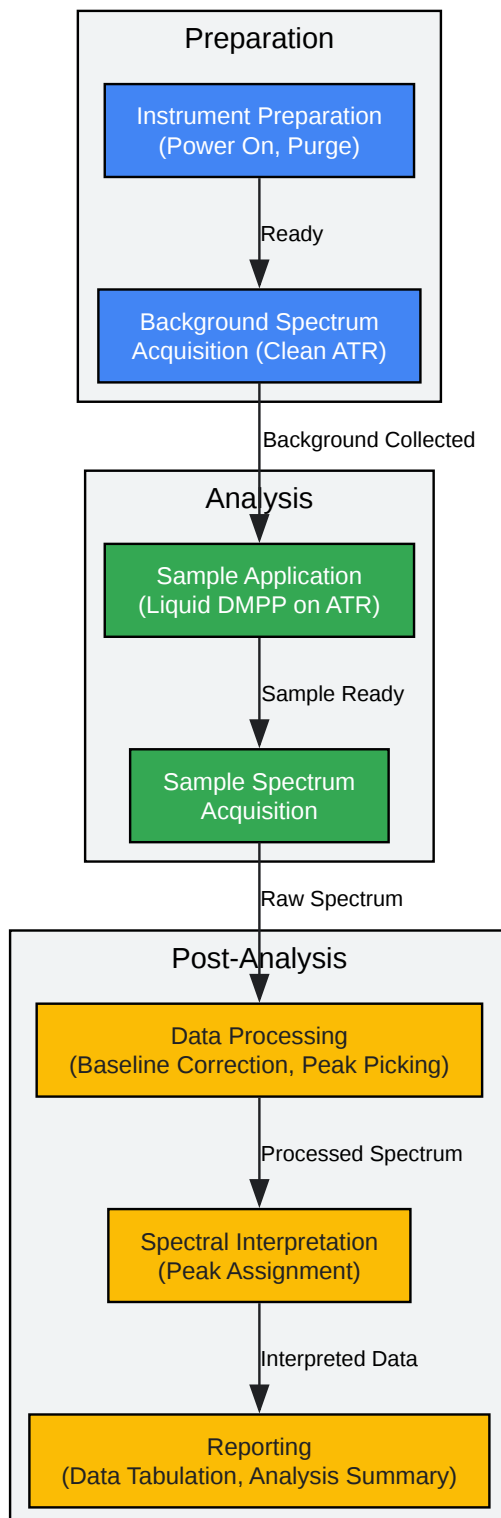 Preparation
Instrument Preparation
(Power On, Purge)
Ready
Background Spectrum
Acquisition (Clean ATR)
Background Collected
Analysis
Sample Application
(Liquid DMPP on ATR)
Sample Ready
Sample Spectrum
Acquisition
Raw Spectrum
Post-Analysis
Data Processing
(Baseline Correction, Peak Picking)
Processed Spectrum
Spectral Interpretation
(Peak Assignment)
Interpreted Data
Reporting
(Data Tabulation, Analysis Summary)